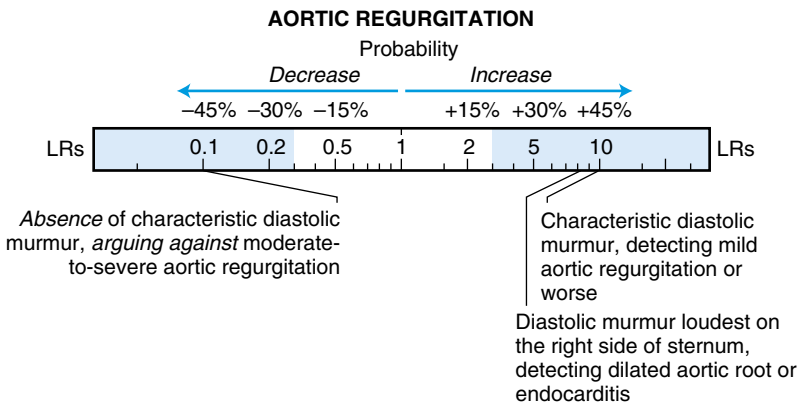 AORTIC REGURGITATION
Probability
Decrease Increase
–45% –30% –15% +15% +30% +45%
LRs 0.1 0.2 0.5 1 2 5 10 LRs
Absence of characteristic diastolic
murmur, arguing against moderate-
to-severe aortic regurgitation
Characteristic diastolic
murmur, detecting mild
aortic regurgitation or
worse
Diastolic murmur loudest on
the right side of sternum,
detecting dilated aortic root or
endocarditis